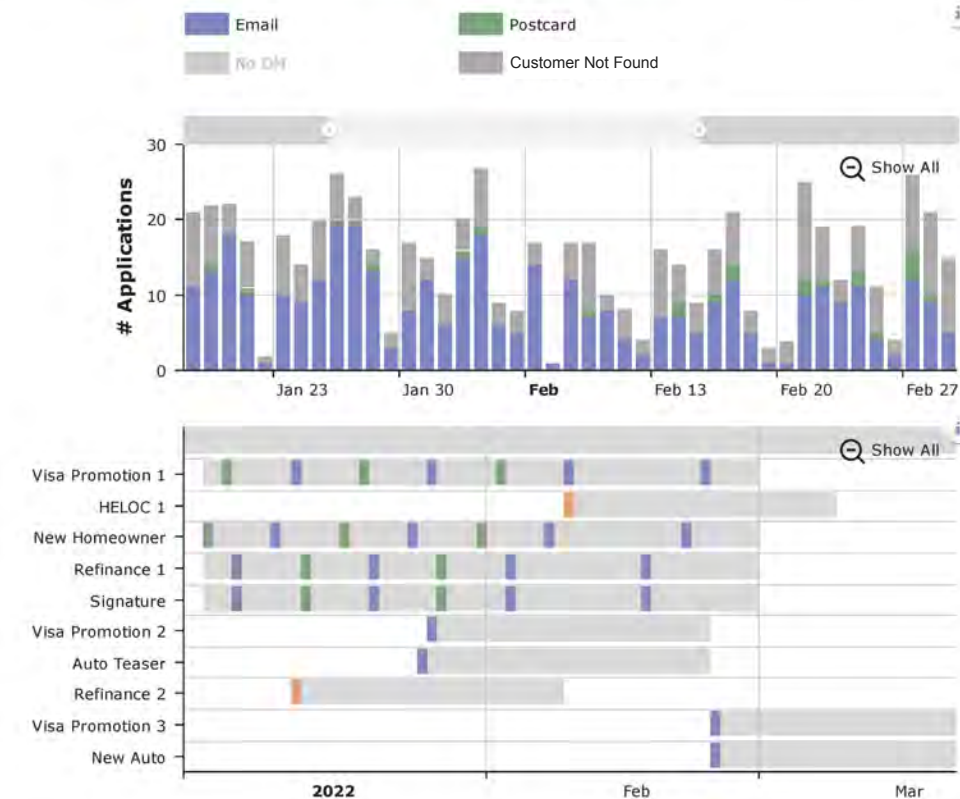 Email
Postcard
No DM
Customer Not Found
30
Show All
20
# Applications
10
0
Jan 23
Jan 30
Feb
Feb 13
Feb 20
Feb 27
Show All
Visa Promotion 1
HELOC 1
New Homeowner
Refinance 1
Signature
Visa Promotion 2
Auto Teaser
Refinance 2
Visa Promotion 3
New Auto
2022
Feb
Mar